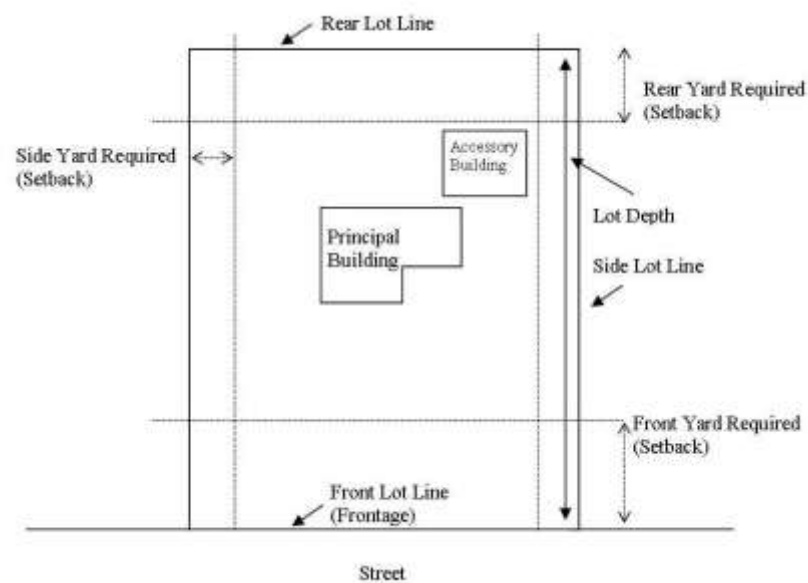 Rear Lot Line
Rear Yard Required
(Setback)
Side Yard Required
(Setback)
Accessory
Building
Lot Depth
Principal
Building
Side Lot Line
Front Yard Required
(Setback)
Front Lot Line
(Frontage)
Street